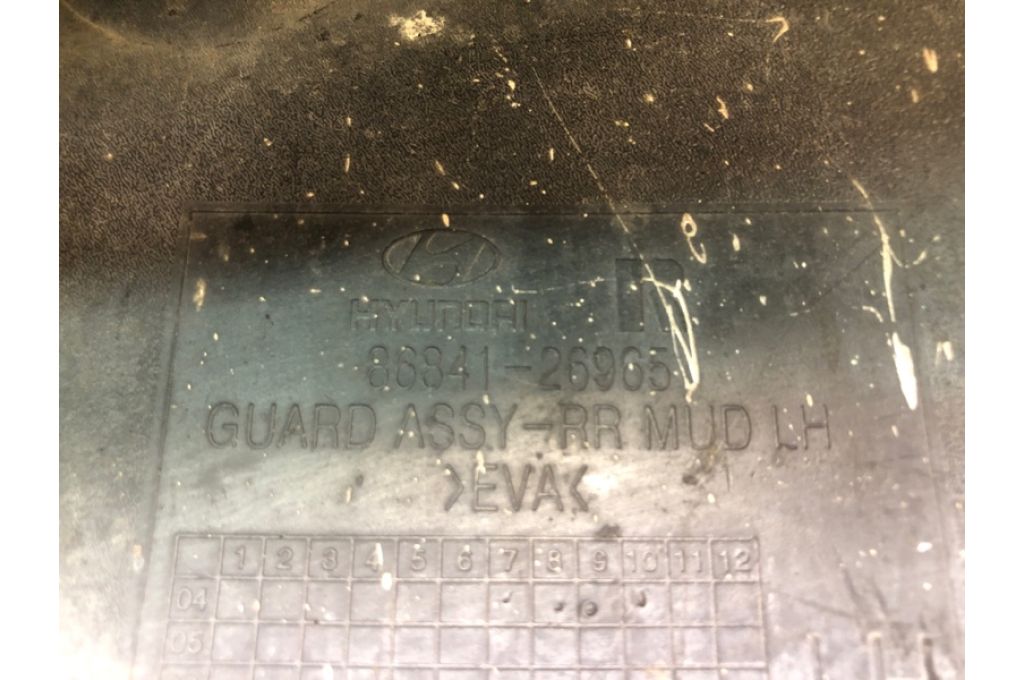 HYUNDAI R
86841-26965
GUARD ASSY-RR MUD LH
>EVA<
1 2 3 4 5 6 7 8 9 10 11 12
04
05